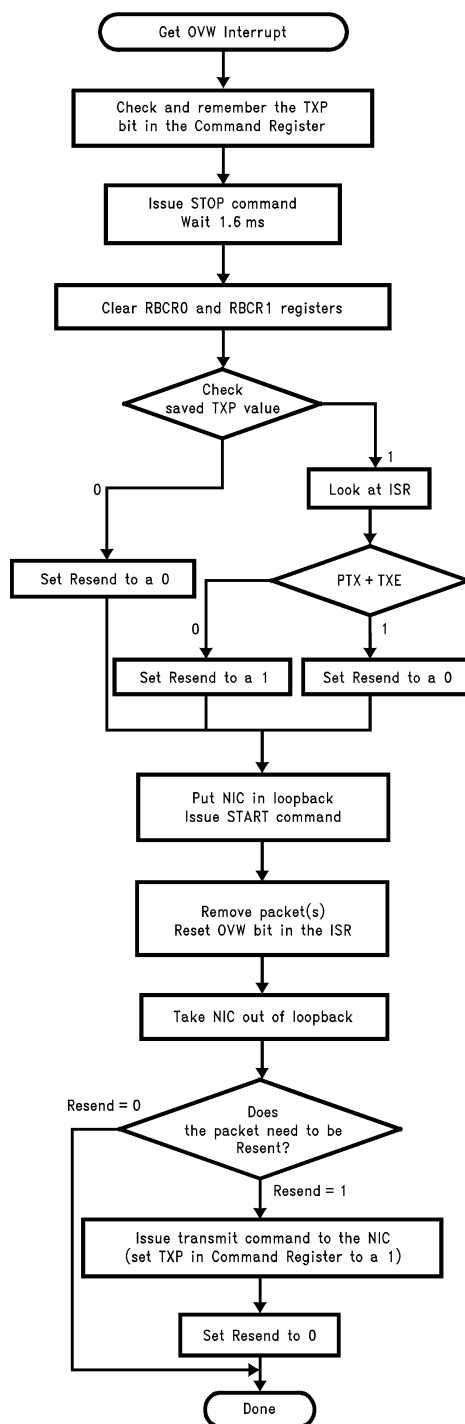 Get OVW Interrupt
Check and remember the TXP
bit in the Command Register
Issue STOP command
Wait 1.6 ms
Clear RBCR0 and RBCR1 registers
Check
saved TXP value
0
1
Look at ISR
Set Resend to a 0
PTX + TXE
0
1
Set Resend to a 1
Set Resend to a 0
Put NIC in loopback
Issue START command
Remove packet(s)
Reset OVW bit in the ISR
Take NIC out of loopback
Resend = 0
Does
the packet need to be
Resent?
Resend = 1
Issue transmit command to the NIC
(set TXP in Command Register to a 1)
Set Resend to 0
Done